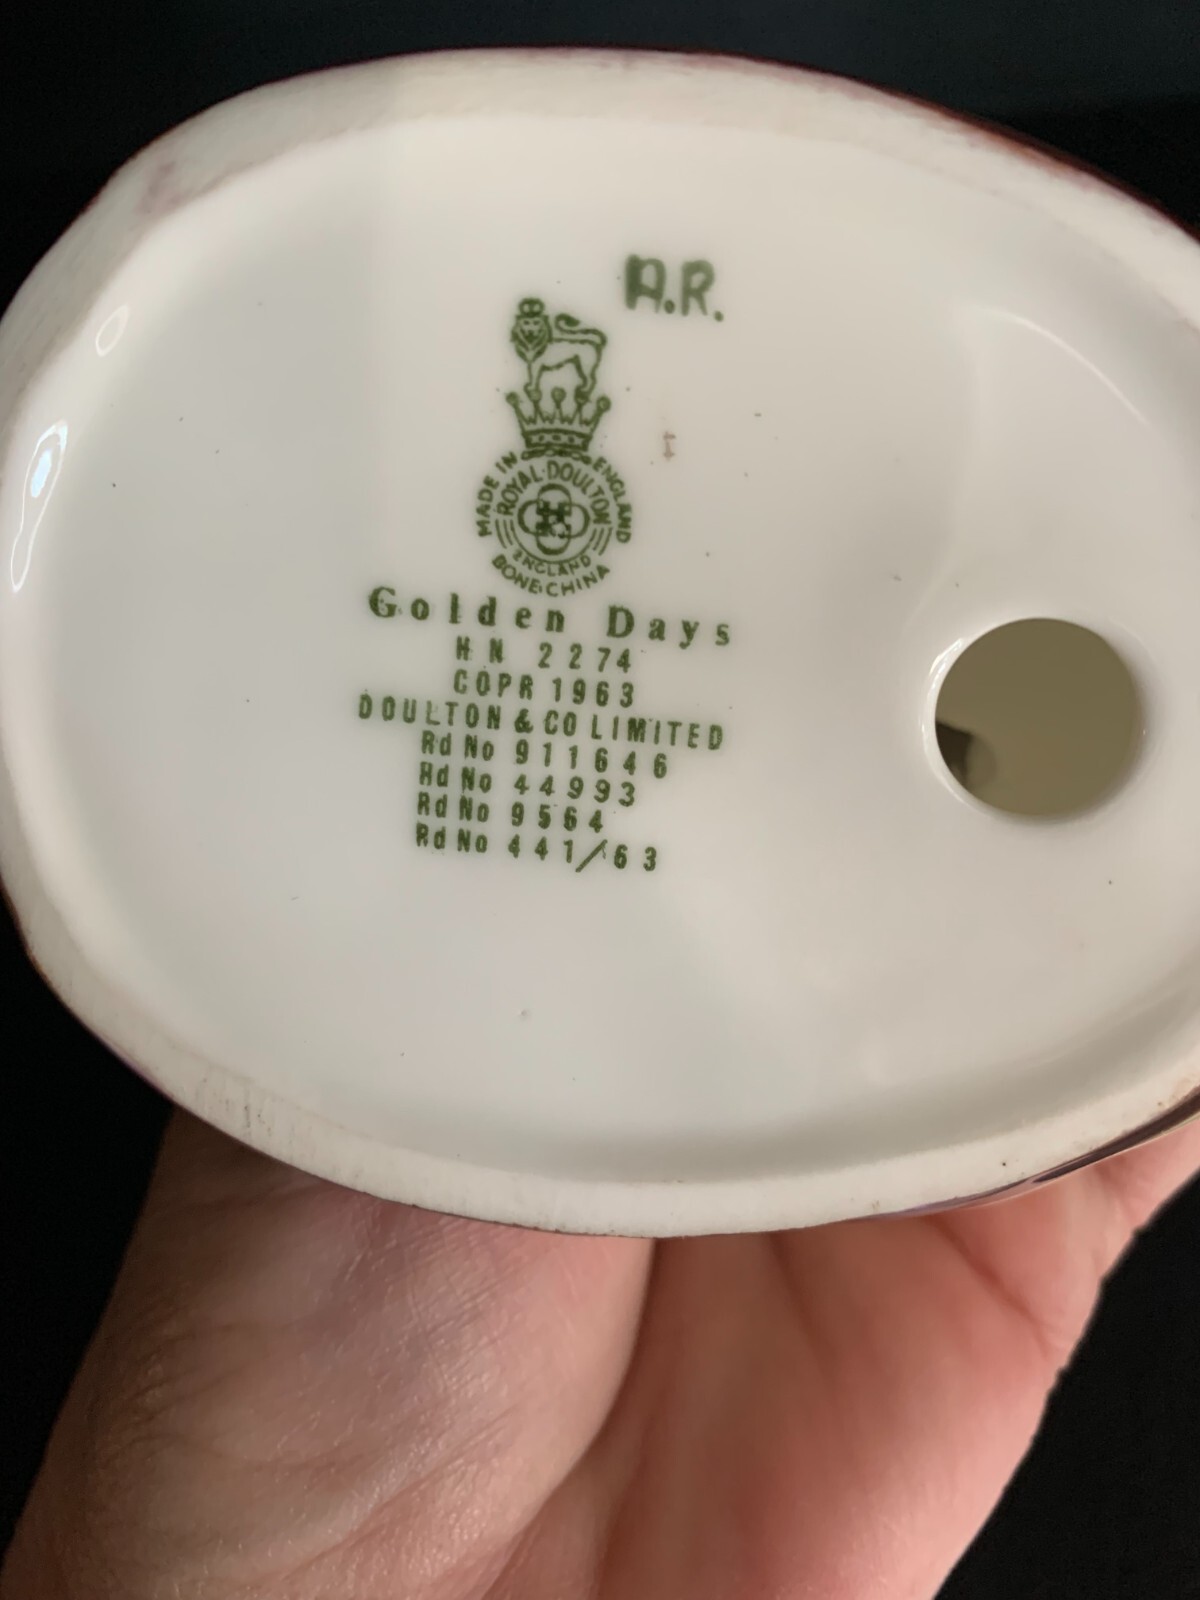 A.R.
MADE IN ENGLAND
ROYAL·DOULTON
ENGLAND
BONE CHINA
Golden Days
HN 2274
COPR 1963
DOULTON & CO LIMITED
Rd No 911646
Rd No 44993
Rd No 9564
Rd No 441/63